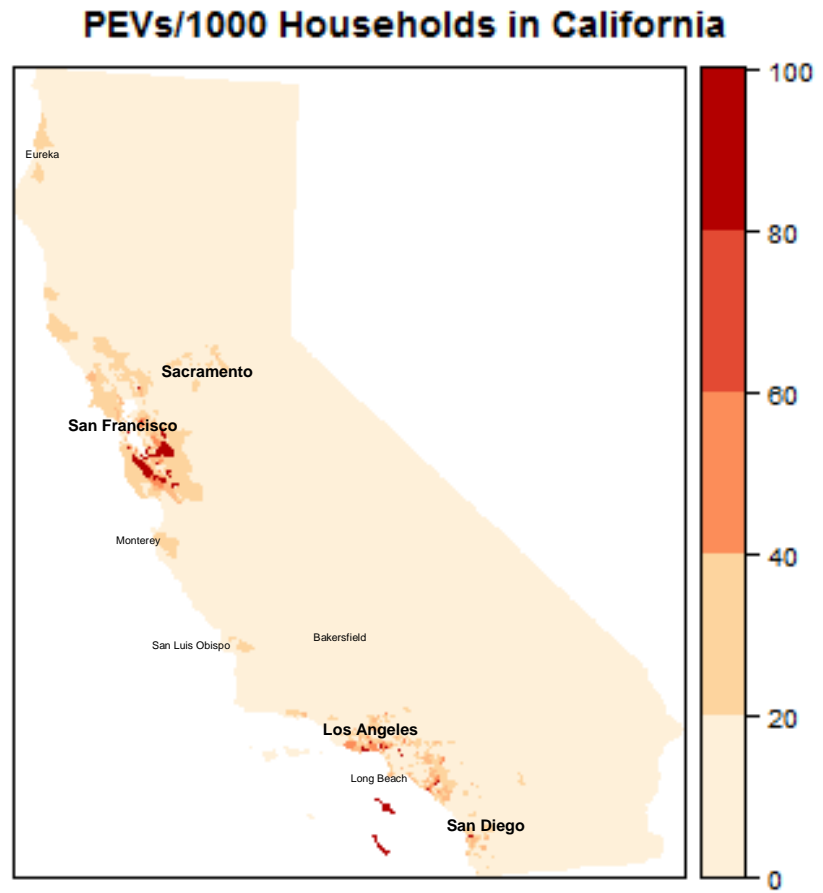 PEVs/1000 Households in California
100
Eureka
80
Sacramento
60
San Francisco
Monterey
40
Bakersfield
San Luis Obispo
20
Los Angeles
Long Beach
San Diego
0